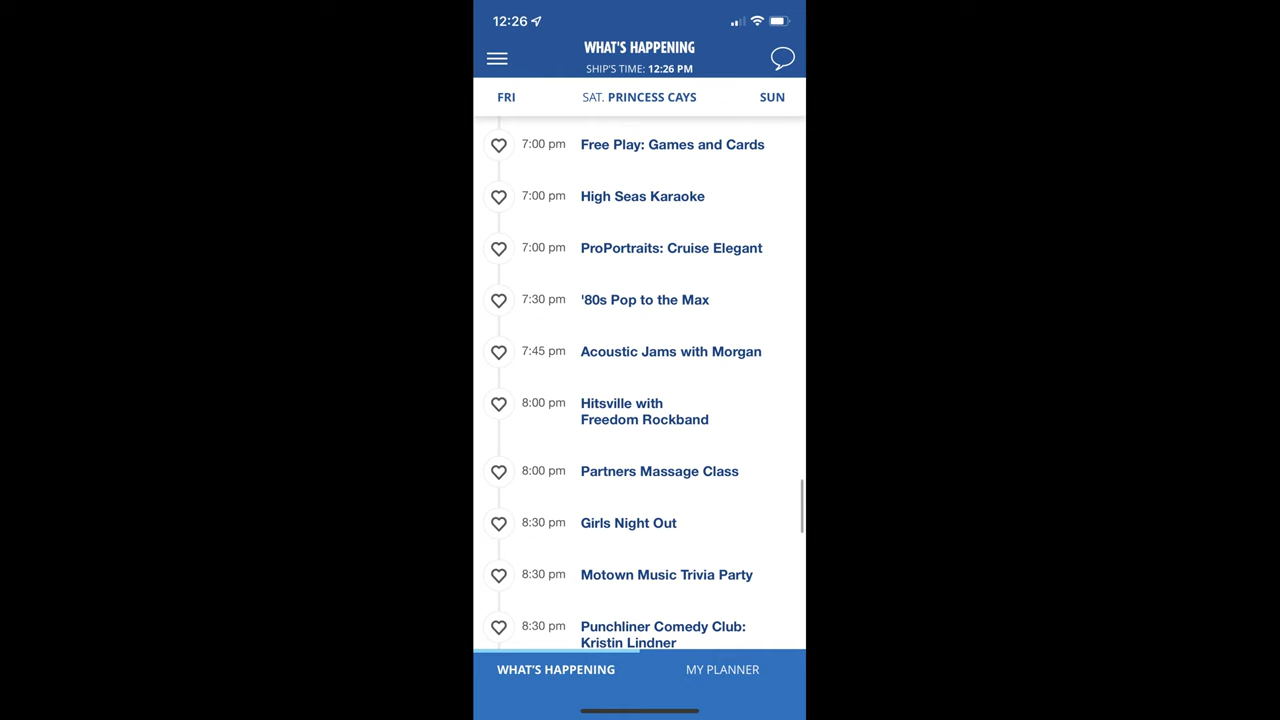 12:26
WHAT'S HAPPENING
SHIP'S TIME: 12:26 PM
FRI
SAT. PRINCESS CAYS
SUN
7:00 pm Free Play: Games and Cards
7:00 pm High Seas Karaoke
7:00 pm ProPortraits: Cruise Elegant
7:30 pm '80s Pop to the Max
7:45 pm Acoustic Jams with Morgan
8:00 pm Hitsville with
Freedom Rockband
8:00 pm Partners Massage Class
8:30 pm Girls Night Out
8:30 pm Motown Music Trivia Party
8:30 pm Punchliner Comedy Club:
Kristin Lindner
WHAT'S HAPPENING
MY PLANNER